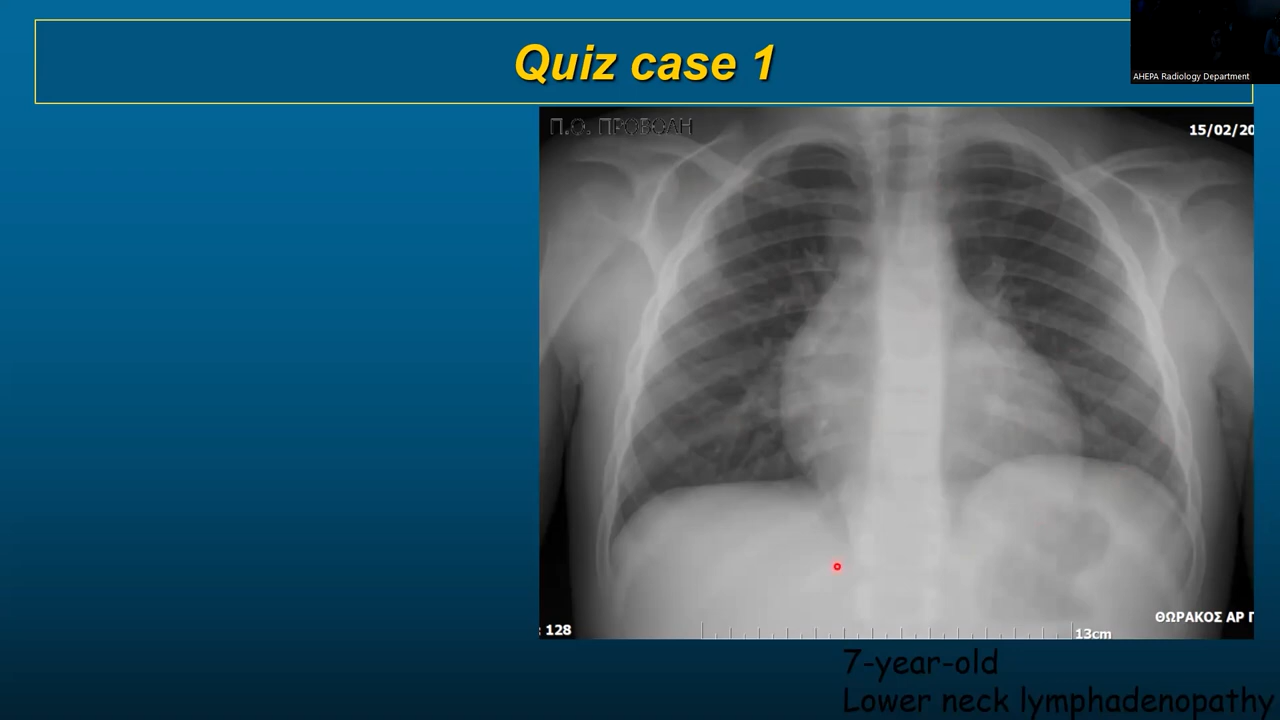 Quiz case 1
AHEPA Radiology Department
Π.Ο. ΠΡΟΒΟΛΗ
15/02/20
: 128
13cm
ΘΩΡΑΚΟΣ ΑΡ Γ
7-year-old
Lower neck lymphadenopathy